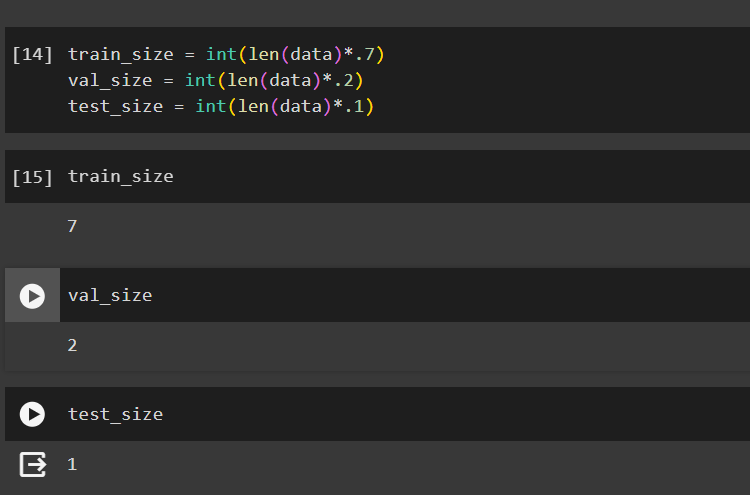 [14] train_size = int(len(data)*.7)
val_size = int(len(data)*.2)
test_size = int(len(data)*.1)
[15] train_size
7
val_size
2
test_size
1